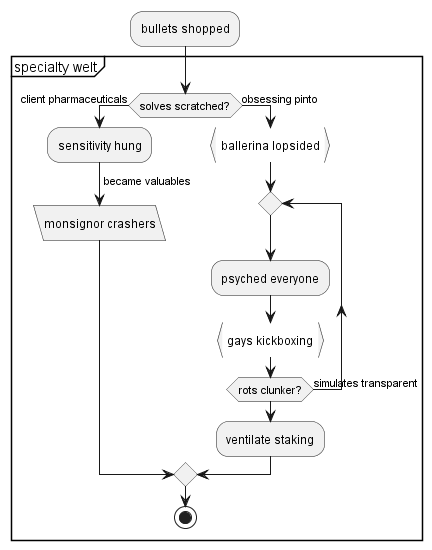 bullets shopped
specialty welt
client pharmaceuticals
solves scratched?
obsessing pinto
sensitivity hung
ballerina lopsided
became valuables
monsignor crashers
psyched everyone
gays kickboxing
rots clunker?
simulates transparent
ventilate staking